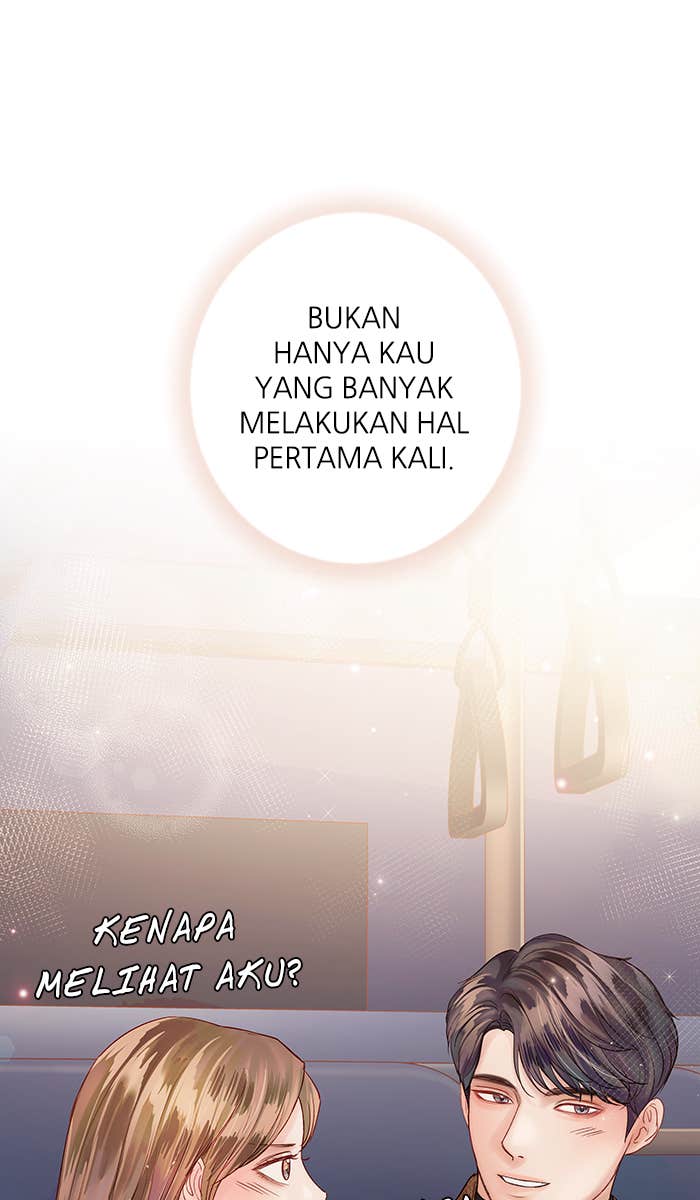 BUKAN
HANYA KAU
YANG BANYAK
MELAKUKAN HAL
PERTAMA KALI.
KENAPA
MELIHAT AKU?